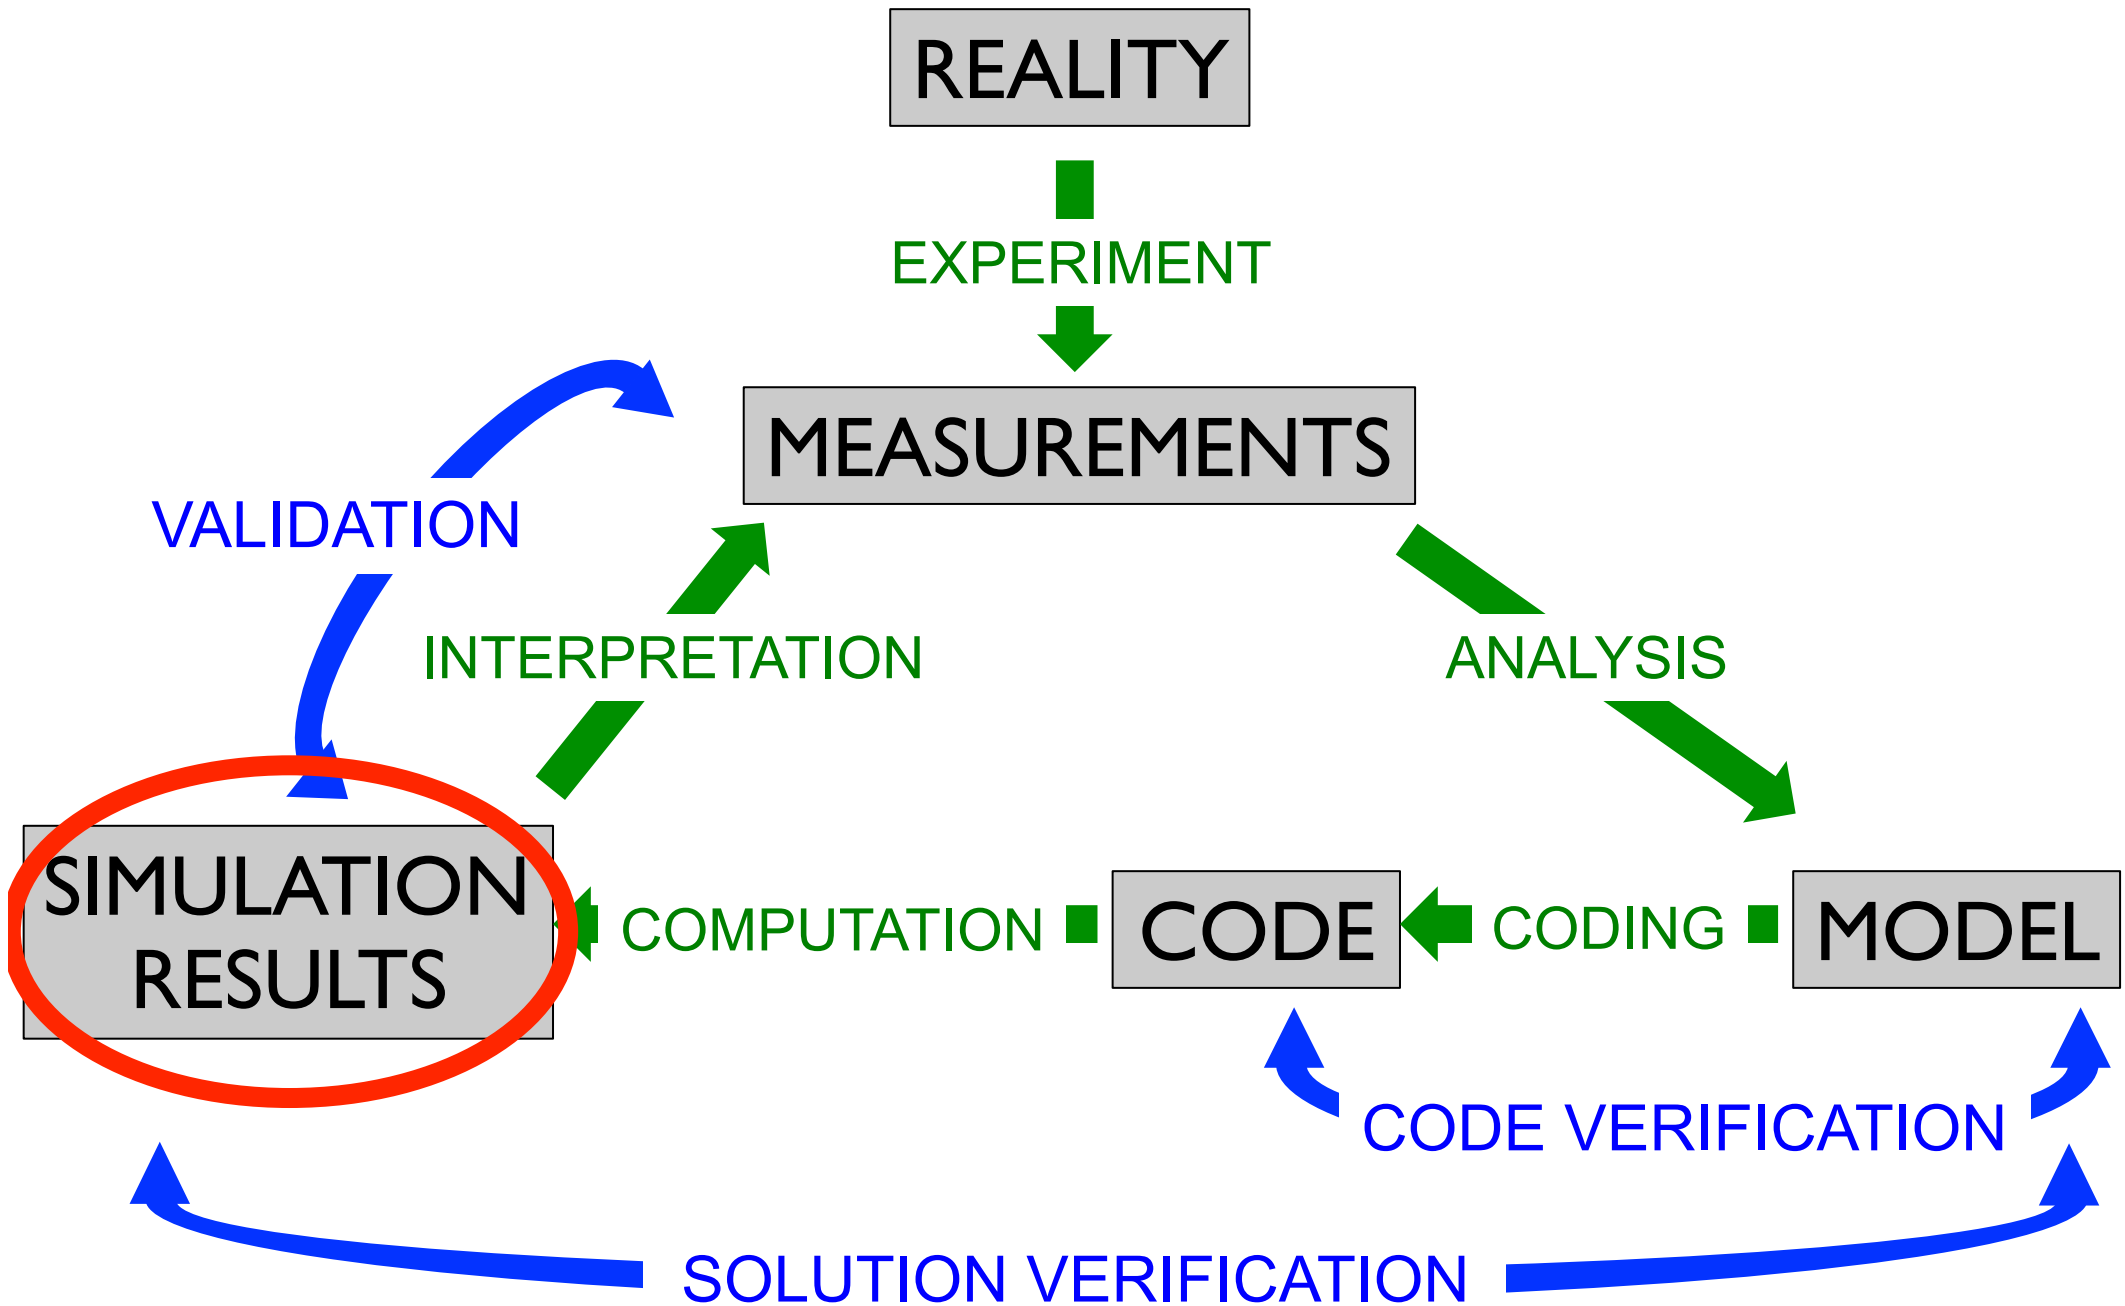 REALITY
EXPERIMENT
MEASUREMENTS
VALIDATION
INTERPRETATION
ANALYSIS
SIMULATION
RESULTS
COMPUTATION
CODE
CODING
MODEL
CODE VERIFICATION
SOLUTION VERIFICATION